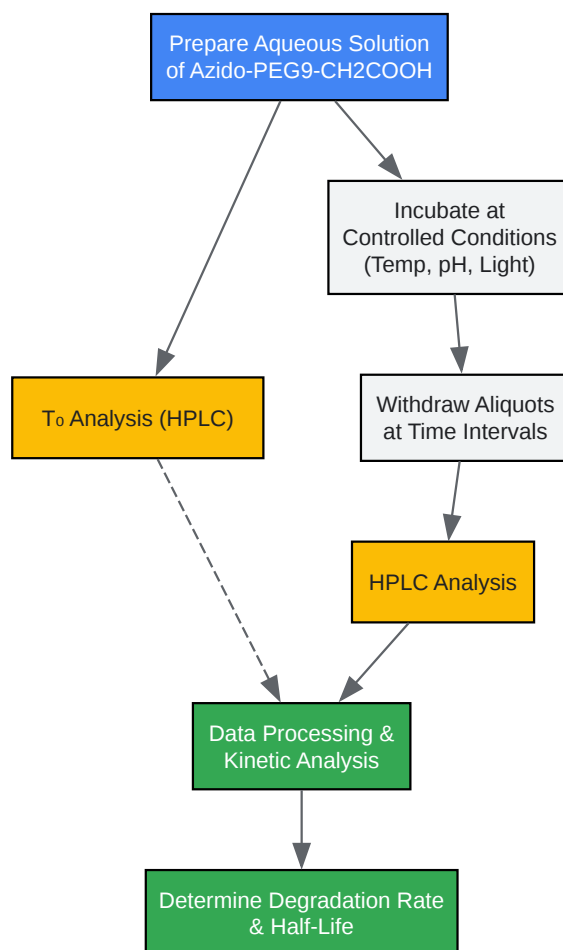 Prepare Aqueous Solution
of Azido-PEG9-CH2COOH
Incubate at
Controlled Conditions
(Temp, pH, Light)
T₀ Analysis (HPLC)
Withdraw Aliquots
at Time Intervals
HPLC Analysis
Data Processing &
Kinetic Analysis
Determine Degradation Rate
& Half-Life